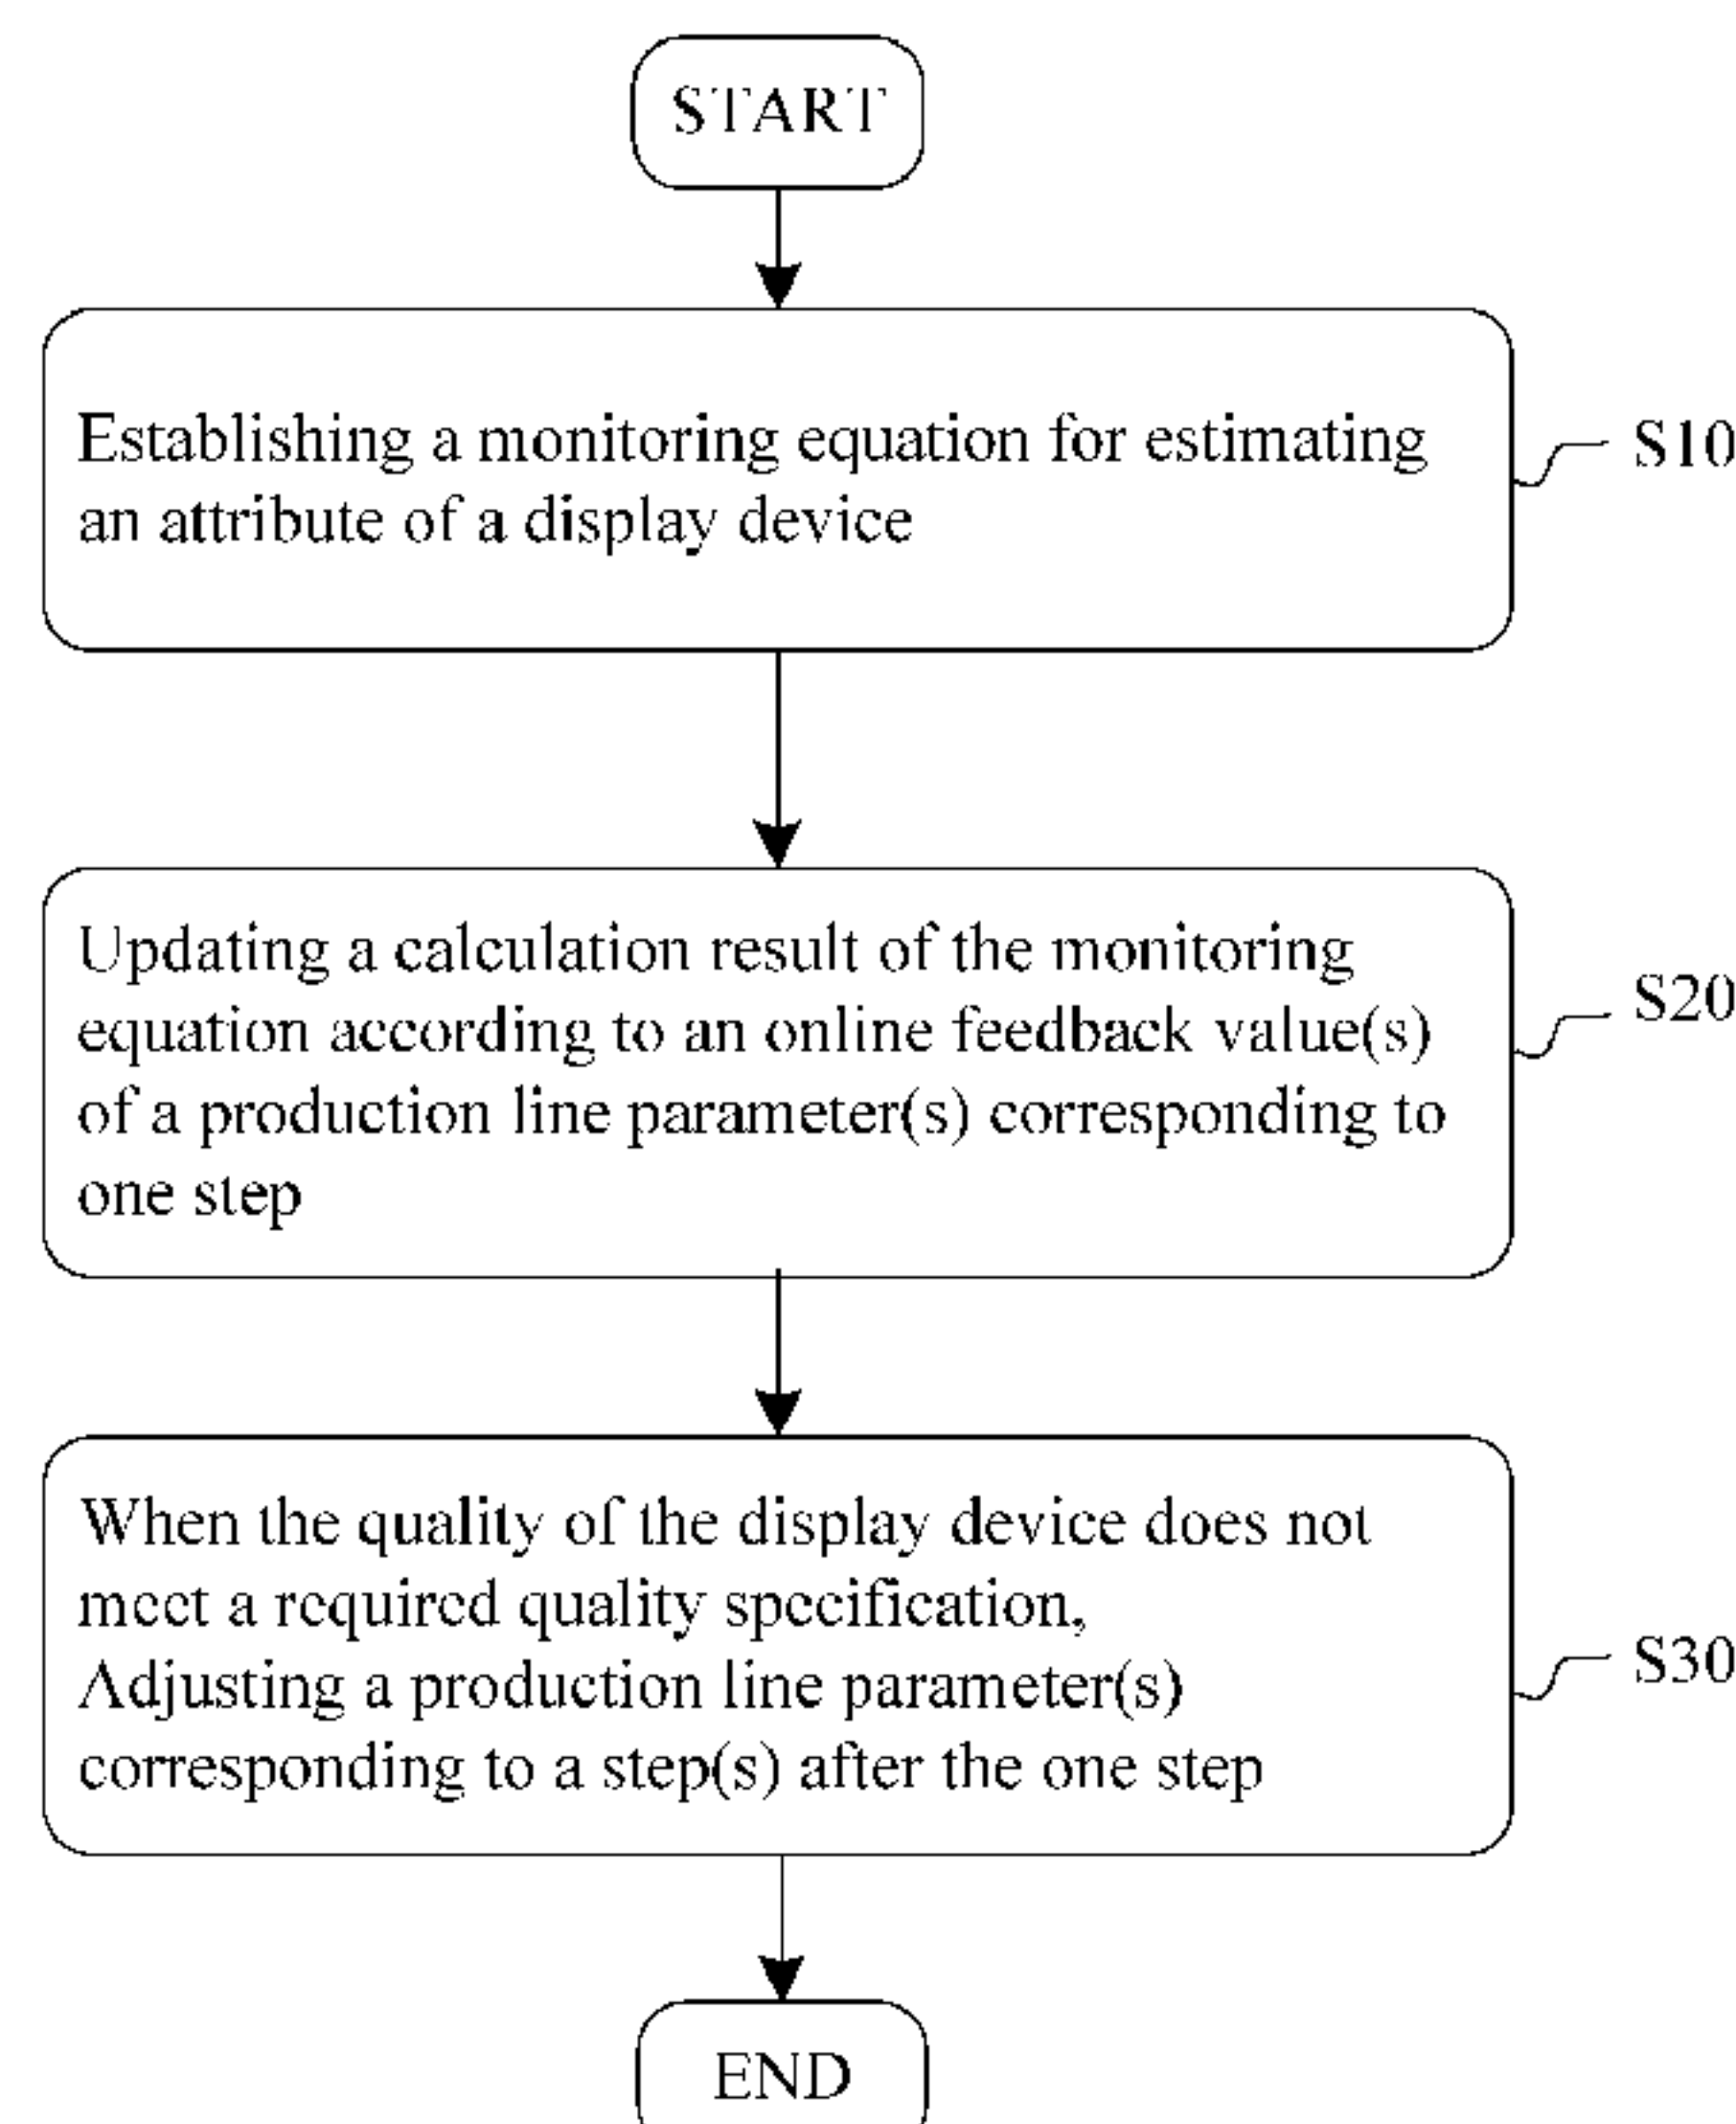 START
Establishing a monitoring equation for estimating
an attribute of a display device
S10
Updating a calculation result of the monitoring
equation according to an online feedback value(s)
of a production line parameter(s) corresponding to
one step
S20
When the quality of the display device does not
meet a required quality specification,
Adjusting a production line parameter(s)
corresponding to a step(s) after the one step
S30
END